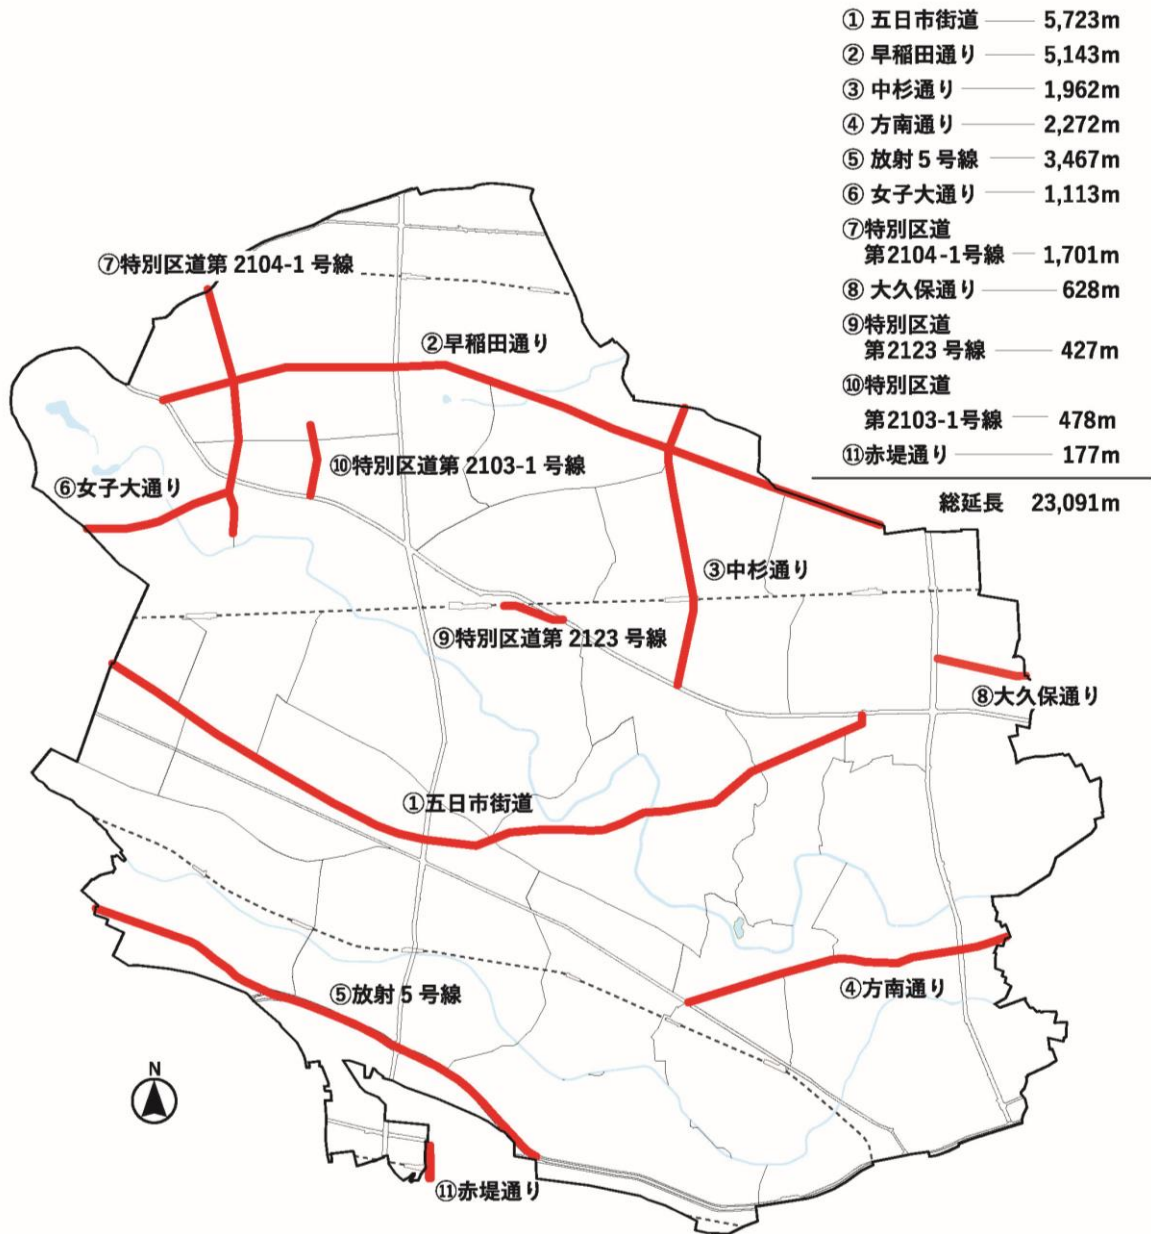 ① 五日市街道 5,723m
② 早稲田通り 5,143m
③ 中杉通り 1,962m
④ 方南通り 2,272m
⑤ 放射５号線 3,467m
⑥ 女子大通り 1,113m
⑦特別区道
第2104-1号線 1,701m
⑧ 大久保通り 628m
⑨特別区道
第2123 号線 427m
⑩特別区道
第2103-1号線 478m
⑪赤堤通り 177m
総延長 23,091m
⑦特別区道第 2104-1 号線
②早稲田通り
⑩特別区道第 2103-1 号線
⑥女子大通り
③中杉通り
⑨特別区道第 2123 号線
⑧大久保通り
①五日市街道
④方南通り
⑤放射５号線
N
⑪赤堤通り